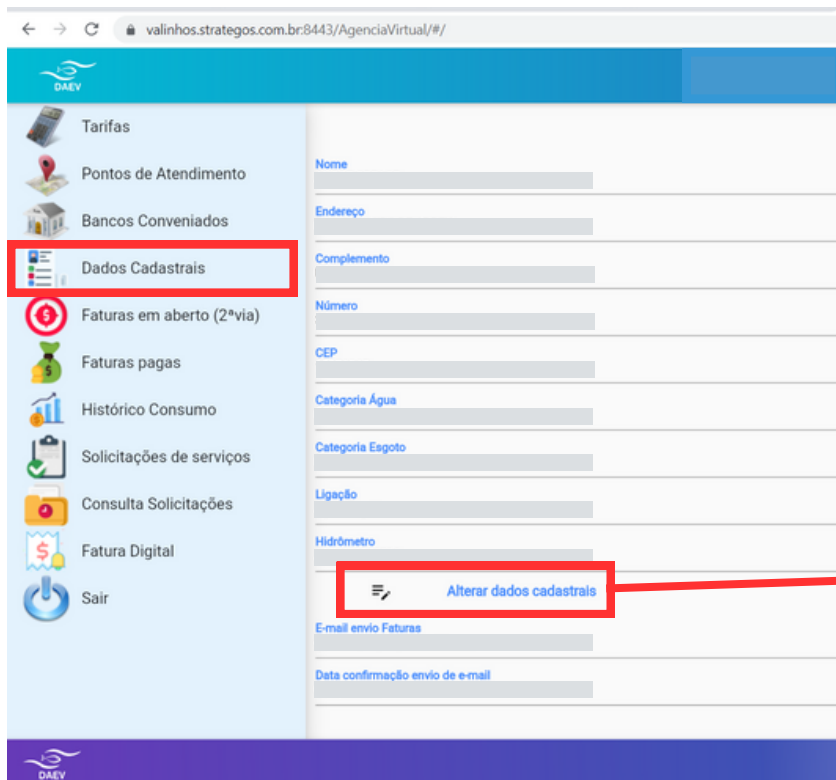 valinhos.strategos.com.br:8443/AgenciaVirtual/#/
DAEV
Tarifas
Pontos de Atendimento
Bancos Conveniados
Dados Cadastrais
Faturas em aberto (2ªvia)
Faturas pagas
Histórico Consumo
Solicitações de serviços
Consulta Solicitações
Fatura Digital
Sair
Nome
Endereço
Complemento
Número
CEP
Categoria Água
Categoria Esgoto
Ligação
Hidrômetro
Alterar dados cadastrais
E-mail envio Faturas
Data confirmação envio de e-mail
DAEV